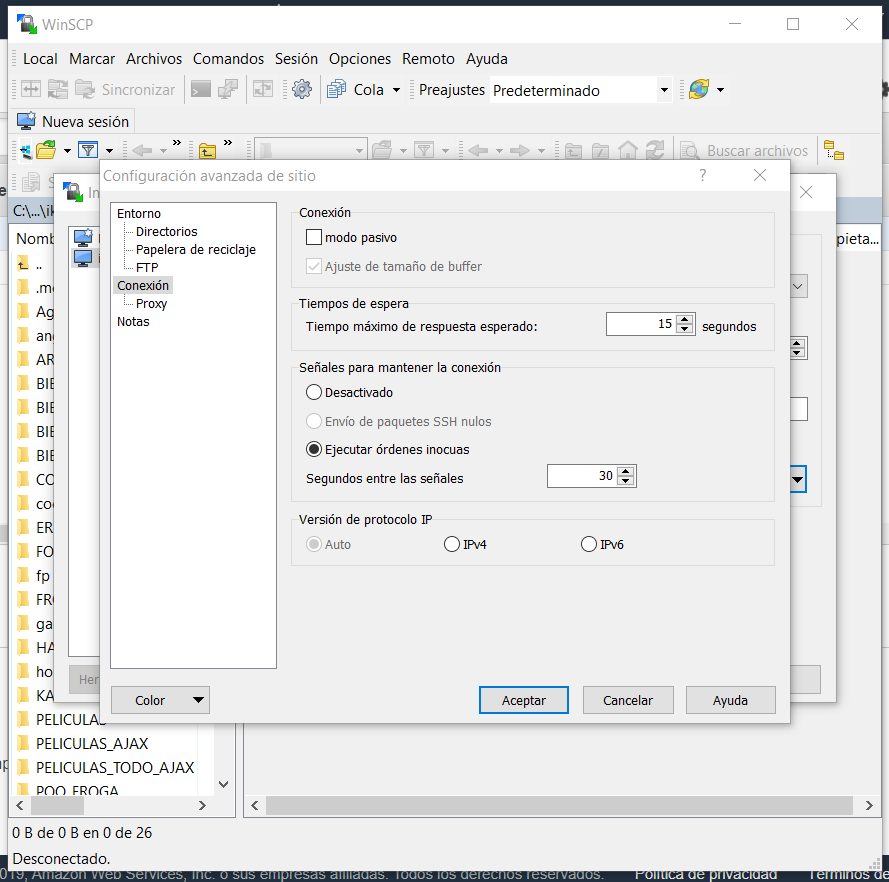 WinSCP
Local Marcar Archivos Comandos Sesión Opciones Remoto Ayuda
Sincronizar Cola Preajustes Predeterminado
Nueva sesión
Buscar archivos
Configuración avanzada de sitio ?
C:\...\ik
Nomb
pieta...
Entorno
Directorios
Papelera de reciclaje
FTP
Conexión
Proxy
Notas
Conexión
modo pasivo
Ajuste de tamaño de buffer
Tiempos de espera
Tiempo máximo de respuesta esperado: 15 segundos
Señales para mantener la conexión
Desactivado
Envío de paquetes SSH nulos
Ejecutar órdenes inocuas
Segundos entre las señales 30
Versión de protocolo IP
Auto IPv4 IPv6
Color Aceptar Cancelar Ayuda
..
.me
Ag
an
AR
BIE
BIE
BIE
BIE
CO
coo
ER
FO
fp
FR
ga
HA
ho
KA
Her
PELICULAS
PELICULAS_AJAX
PELICULAS_TODO_AJAX
POO_FROGA
0 B de 0 B en 0 de 26
Desconectado.
2019, Amazon Web Services, Inc. o sus empresas afiliadas. Todos los derechos reservados. Política de privacidad Términos de